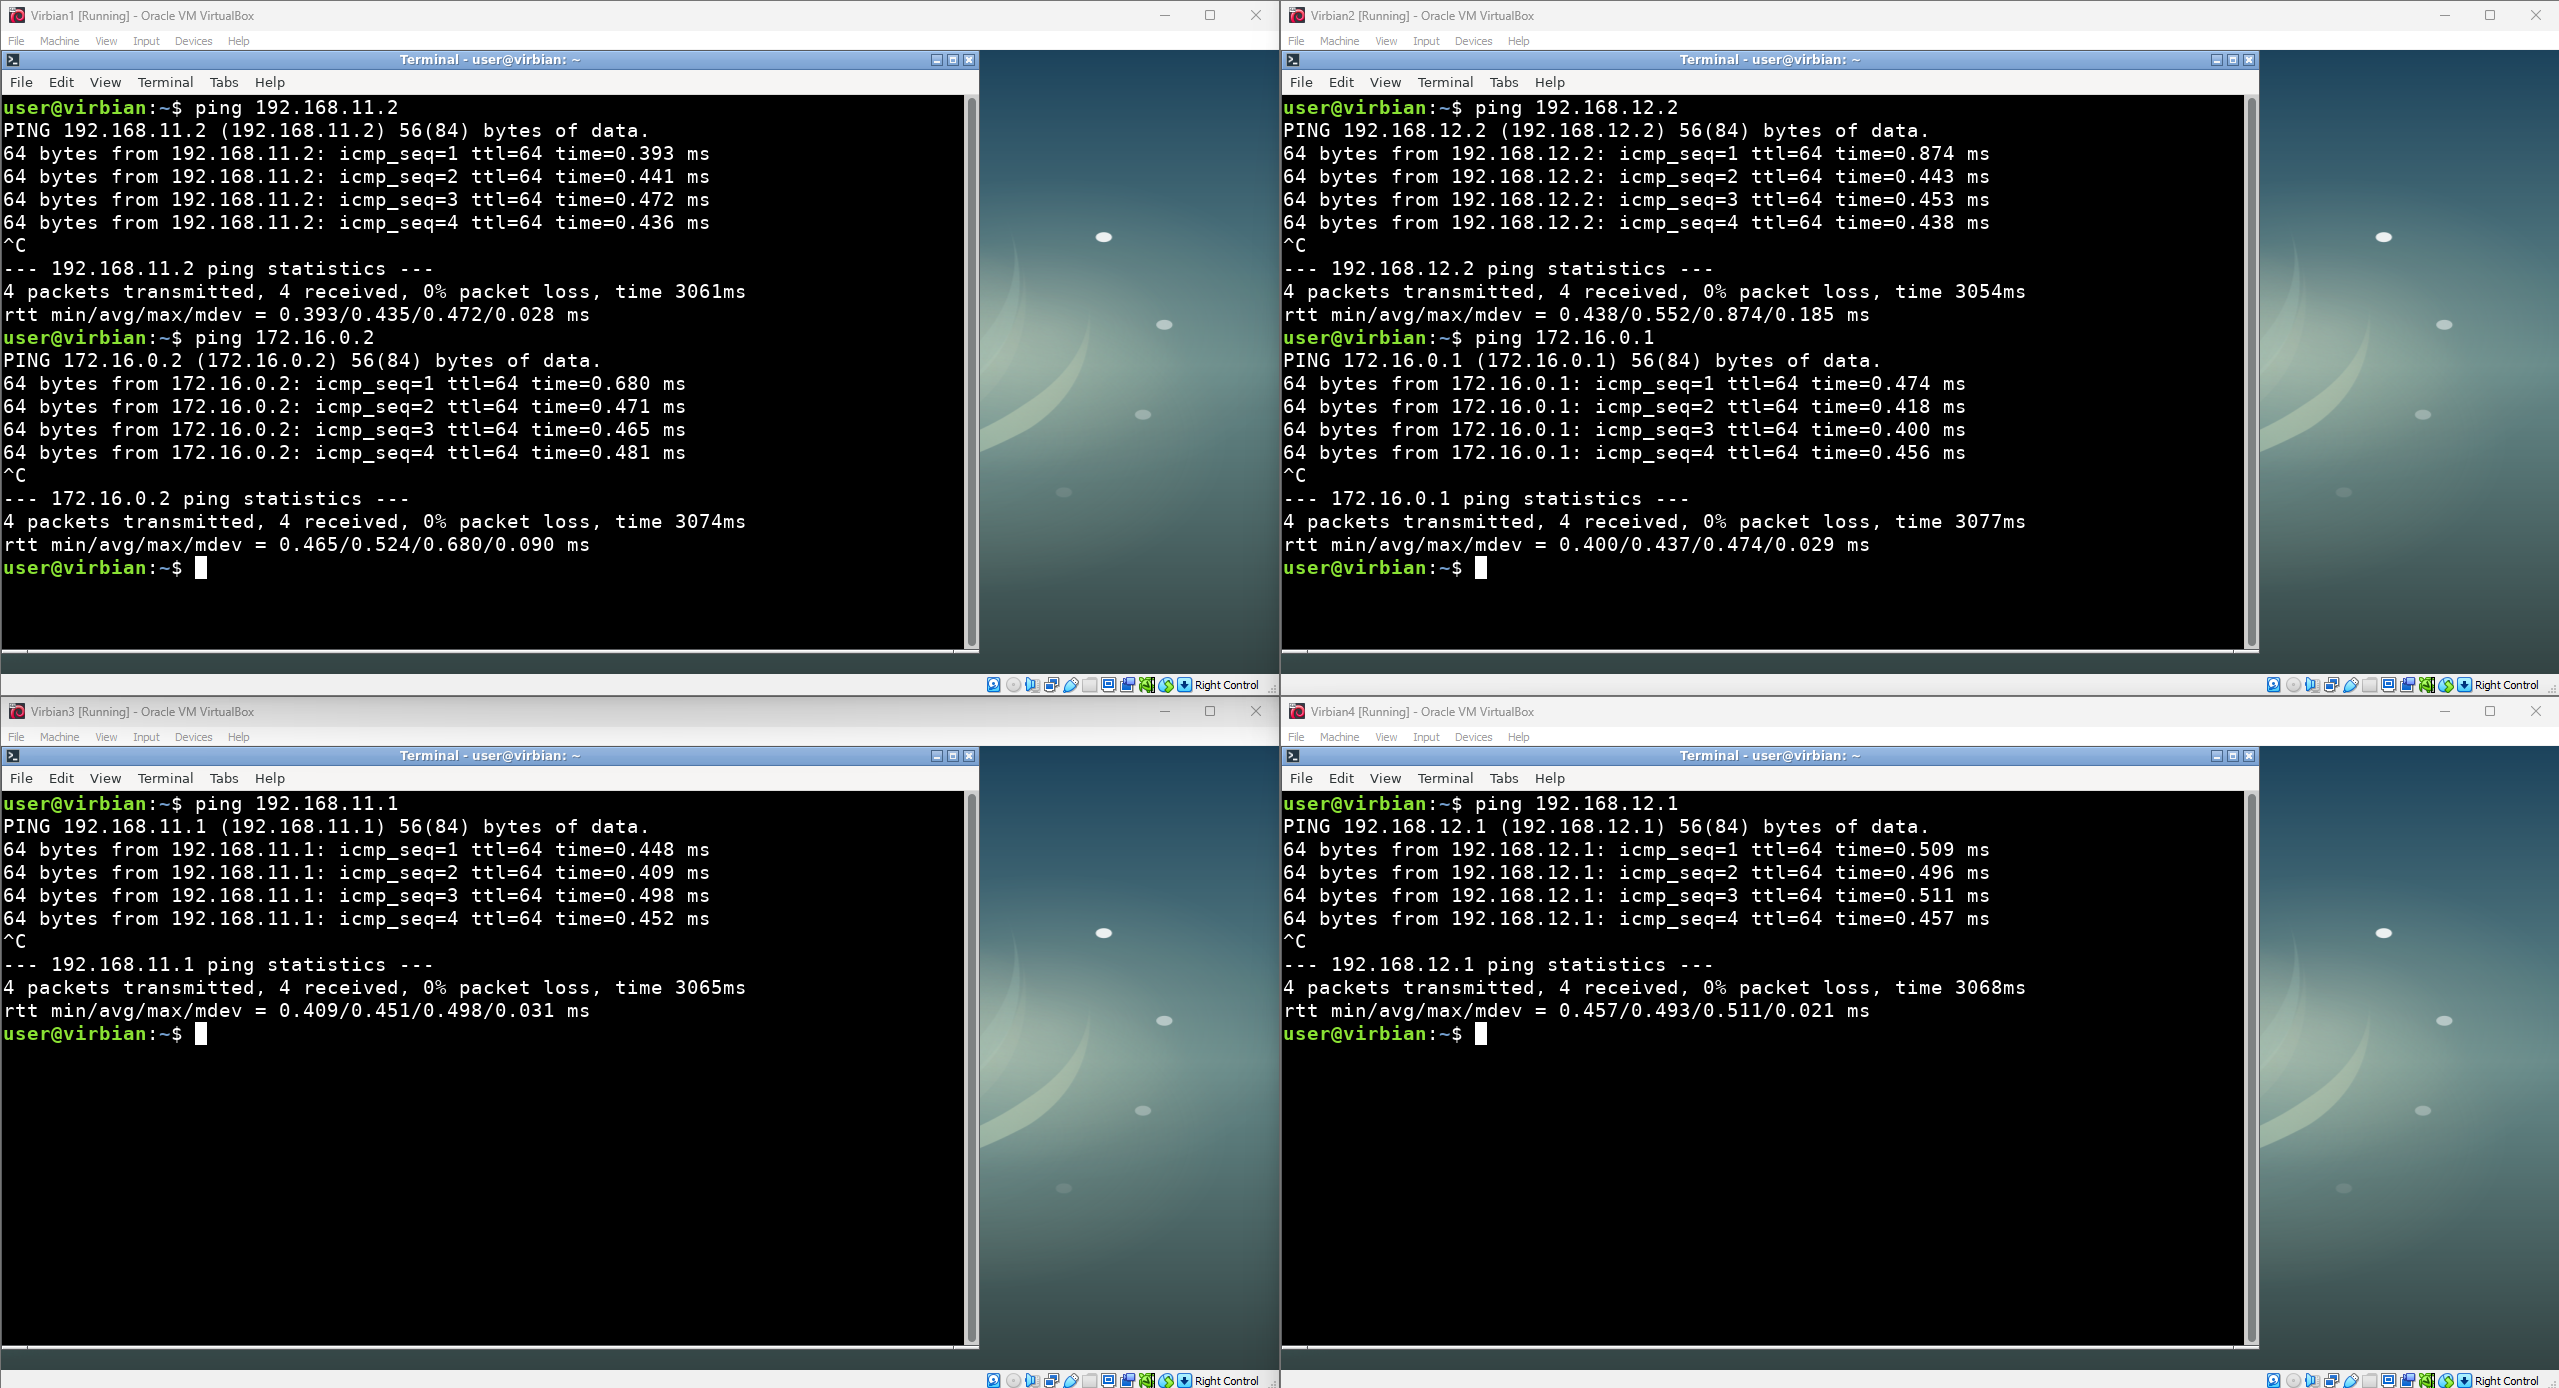 Virbian1 [Running] - Oracle VM VirtualBox
File Machine View Input Devices Help
Terminal - user@virbian: ~
File Edit View Terminal Tabs Help
user@virbian:~$ ping 192.168.11.2
PING 192.168.11.2 (192.168.11.2) 56(84) bytes of data.
64 bytes from 192.168.11.2: icmp_seq=1 ttl=64 time=0.393 ms
64 bytes from 192.168.11.2: icmp_seq=2 ttl=64 time=0.441 ms
64 bytes from 192.168.11.2: icmp_seq=3 ttl=64 time=0.472 ms
64 bytes from 192.168.11.2: icmp_seq=4 ttl=64 time=0.436 ms
^C
--- 192.168.11.2 ping statistics ---
4 packets transmitted, 4 received, 0% packet loss, time 3061ms
rtt min/avg/max/mdev = 0.393/0.435/0.472/0.028 ms
user@virbian:~$ ping 172.16.0.2
PING 172.16.0.2 (172.16.0.2) 56(84) bytes of data.
64 bytes from 172.16.0.2: icmp_seq=1 ttl=64 time=0.680 ms
64 bytes from 172.16.0.2: icmp_seq=2 ttl=64 time=0.471 ms
64 bytes from 172.16.0.2: icmp_seq=3 ttl=64 time=0.465 ms
64 bytes from 172.16.0.2: icmp_seq=4 ttl=64 time=0.481 ms
^C
--- 172.16.0.2 ping statistics ---
4 packets transmitted, 4 received, 0% packet loss, time 3074ms
rtt min/avg/max/mdev = 0.465/0.524/0.680/0.090 ms
user@virbian:~$
Right Control
Virbian2 [Running] - Oracle VM VirtualBox
File Machine View Input Devices Help
Terminal - user@virbian: ~
File Edit View Terminal Tabs Help
user@virbian:~$ ping 192.168.12.2
PING 192.168.12.2 (192.168.12.2) 56(84) bytes of data.
64 bytes from 192.168.12.2: icmp_seq=1 ttl=64 time=0.874 ms
64 bytes from 192.168.12.2: icmp_seq=2 ttl=64 time=0.443 ms
64 bytes from 192.168.12.2: icmp_seq=3 ttl=64 time=0.453 ms
64 bytes from 192.168.12.2: icmp_seq=4 ttl=64 time=0.438 ms
^C
--- 192.168.12.2 ping statistics ---
4 packets transmitted, 4 received, 0% packet loss, time 3054ms
rtt min/avg/max/mdev = 0.438/0.552/0.874/0.185 ms
user@virbian:~$ ping 172.16.0.1
PING 172.16.0.1 (172.16.0.1) 56(84) bytes of data.
64 bytes from 172.16.0.1: icmp_seq=1 ttl=64 time=0.474 ms
64 bytes from 172.16.0.1: icmp_seq=2 ttl=64 time=0.418 ms
64 bytes from 172.16.0.1: icmp_seq=3 ttl=64 time=0.400 ms
64 bytes from 172.16.0.1: icmp_seq=4 ttl=64 time=0.456 ms
^C
--- 172.16.0.1 ping statistics ---
4 packets transmitted, 4 received, 0% packet loss, time 3077ms
rtt min/avg/max/mdev = 0.400/0.437/0.474/0.029 ms
user@virbian:~$
Right Control
Virbian3 [Running] - Oracle VM VirtualBox
File Machine View Input Devices Help
Terminal - user@virbian: ~
File Edit View Terminal Tabs Help
user@virbian:~$ ping 192.168.11.1
PING 192.168.11.1 (192.168.11.1) 56(84) bytes of data.
64 bytes from 192.168.11.1: icmp_seq=1 ttl=64 time=0.448 ms
64 bytes from 192.168.11.1: icmp_seq=2 ttl=64 time=0.409 ms
64 bytes from 192.168.11.1: icmp_seq=3 ttl=64 time=0.498 ms
64 bytes from 192.168.11.1: icmp_seq=4 ttl=64 time=0.452 ms
^C
--- 192.168.11.1 ping statistics ---
4 packets transmitted, 4 received, 0% packet loss, time 3065ms
rtt min/avg/max/mdev = 0.409/0.451/0.498/0.031 ms
user@virbian:~$
Right Control
Virbian4 [Running] - Oracle VM VirtualBox
File Machine View Input Devices Help
Terminal - user@virbian: ~
File Edit View Terminal Tabs Help
user@virbian:~$ ping 192.168.12.1
PING 192.168.12.1 (192.168.12.1) 56(84) bytes of data.
64 bytes from 192.168.12.1: icmp_seq=1 ttl=64 time=0.509 ms
64 bytes from 192.168.12.1: icmp_seq=2 ttl=64 time=0.496 ms
64 bytes from 192.168.12.1: icmp_seq=3 ttl=64 time=0.511 ms
64 bytes from 192.168.12.1: icmp_seq=4 ttl=64 time=0.457 ms
^C
--- 192.168.12.1 ping statistics ---
4 packets transmitted, 4 received, 0% packet loss, time 3068ms
rtt min/avg/max/mdev = 0.457/0.493/0.511/0.021 ms
user@virbian:~$
Right Control